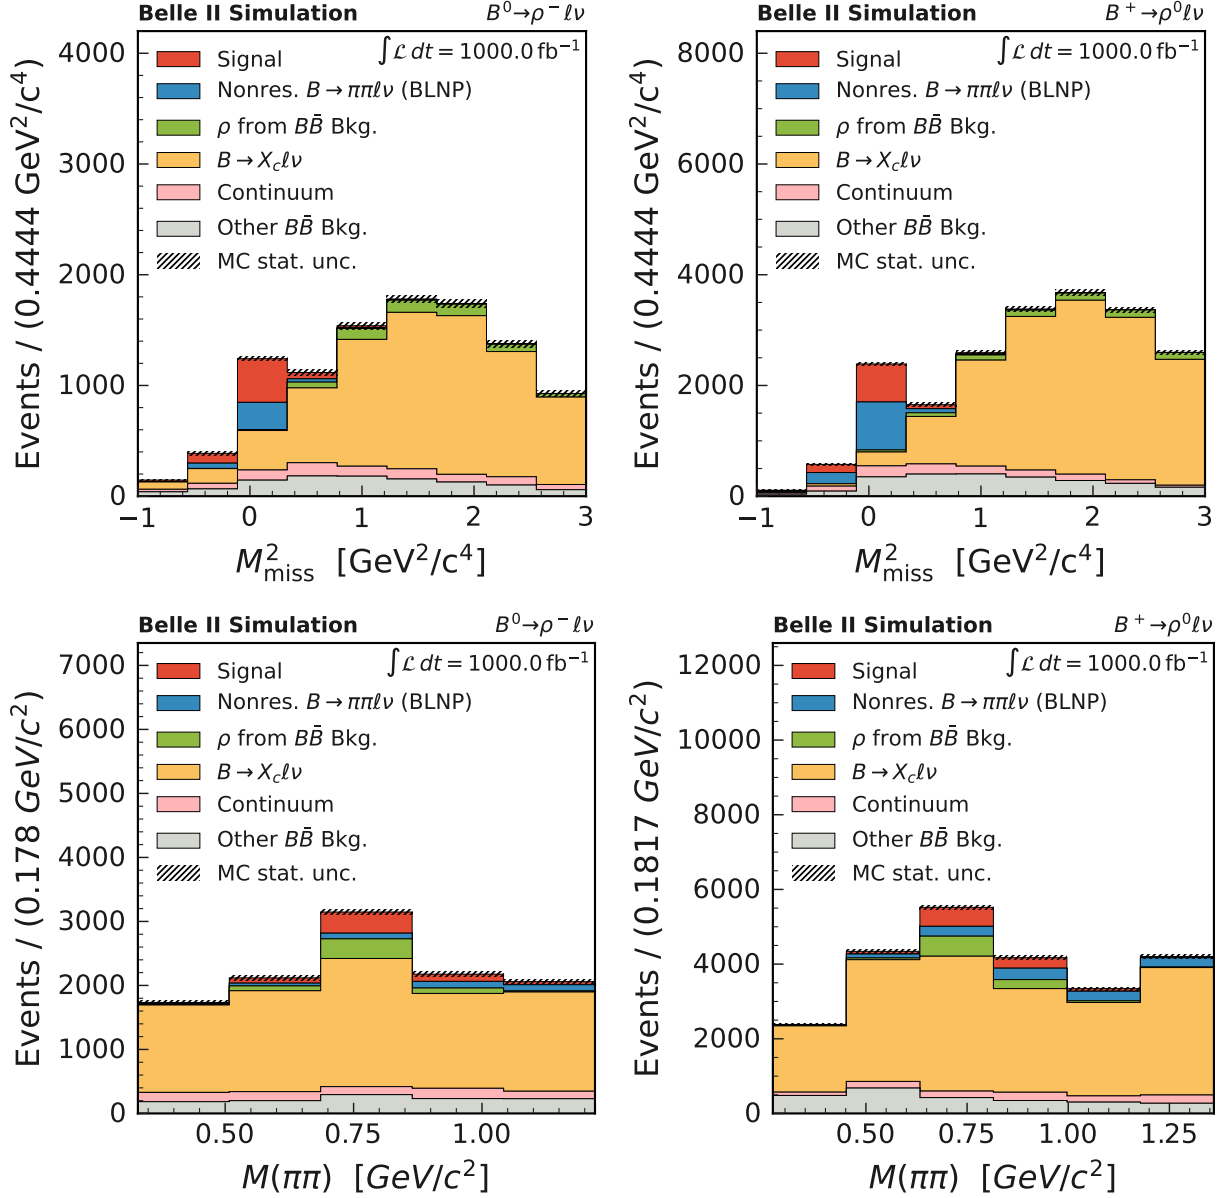 Belle II Simulation B⁰→ρ⁻ℓν
∫ℒ dt = 1000.0 fb⁻¹
Signal
Nonres. B → ππℓν (BLNP)
ρ from BB̄ Bkg.
B → X_cℓν
Continuum
Other BB̄ Bkg.
MC stat. unc.
Events / (0.4444 GeV²/c⁴)
4000
3000
2000
1000
0
−1 0 1 2 3
M²_miss [GeV²/c⁴]
Belle II Simulation B⁺→ρ⁰ℓν
∫ℒ dt = 1000.0 fb⁻¹
Signal
Nonres. B → ππℓν (BLNP)
ρ from BB̄ Bkg.
B → X_cℓν
Continuum
Other BB̄ Bkg.
MC stat. unc.
Events / (0.4444 GeV²/c⁴)
8000
6000
4000
2000
0
−1 0 1 2 3
M²_miss [GeV²/c⁴]
Belle II Simulation B⁰→ρ⁻ℓν
∫ℒ dt = 1000.0 fb⁻¹
Signal
Nonres. B → ππℓν (BLNP)
ρ from BB̄ Bkg.
B → X_cℓν
Continuum
Other BB̄ Bkg.
MC stat. unc.
Events / (0.178 GeV/c²)
7000
6000
5000
4000
3000
2000
1000
0
0.50 0.75 1.00
M(ππ) [GeV/c²]
Belle II Simulation B⁺→ρ⁰ℓν
∫ℒ dt = 1000.0 fb⁻¹
Signal
Nonres. B → ππℓν (BLNP)
ρ from BB̄ Bkg.
B → X_cℓν
Continuum
Other BB̄ Bkg.
MC stat. unc.
Events / (0.1817 GeV/c²)
12000
10000
8000
6000
4000
2000
0
0.50 0.75 1.00 1.25
M(ππ) [GeV/c²]